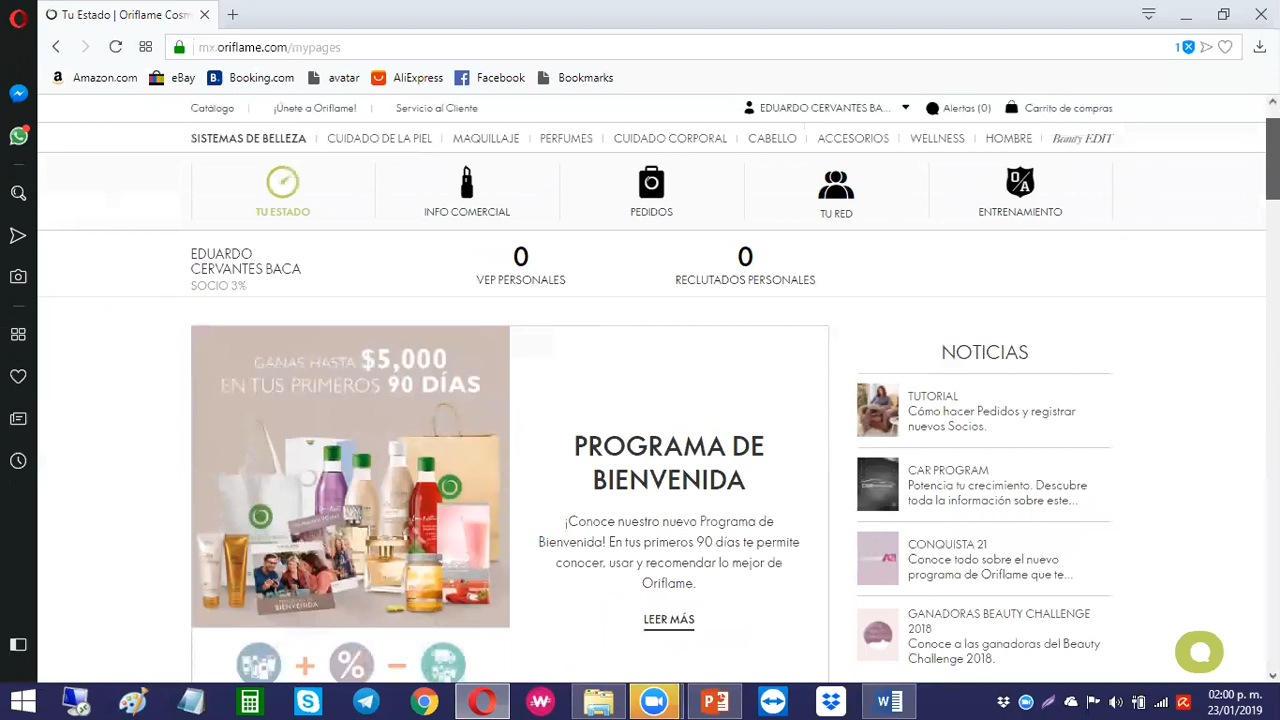 Tu Estado | Oriflame Cosm
mx.oriflame.com/mypages
1
Amazon.com eBay Booking.com avatar AliExpress Facebook Bookmarks
Catálogo | ¡Únete a Oriflame! | Servicio al Cliente
EDUARDO CERVANTES BA... Alertas (0) Carrito de compras
SISTEMAS DE BELLEZA | CUIDADO DE LA PIEL | MAQUILLAJE | PERFUMES | CUIDADO CORPORAL | CABELLO | ACCESORIOS | WELLNESS | HOMBRE | Beauty EDIT
TU ESTADO INFO COMERCIAL PEDIDOS TU RED ENTRENAMIENTO
EDUARDO
CERVANTES BACA
SOCIO 3%
0
VEP PERSONALES
0
RECLUTADOS PERSONALES
GANAS HASTA $5,000
EN TUS PRIMEROS 90 DÍAS
PROGRAMA DE
BIENVENIDA
PROGRAMA DE
BIENVENIDA
¡Conoce nuestro nuevo Programa de
Bienvenida! En tus primeros 90 días te permite
conocer, usar y recomendar lo mejor de
Oriflame.
LEER MÁS
+ % –
NOTICIAS
TUTORIAL
Cómo hacer Pedidos y registrar
nuevos Socios.
CAR PROGRAM
Potencia tu crecimiento. Descubre
toda la información sobre este...
CONQUISTA 21
Conoce todo sobre el nuevo
programa de Oriflame que te...
GANADORAS BEAUTY CHALLENGE
2018
Conoce a las ganadoras del Beauty
Challenge 2018.
02:00 p. m.
23/01/2019